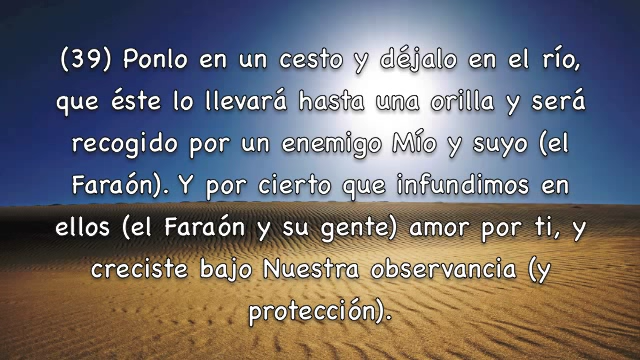 (39) Ponlo en un cesto y déjalo en el río,
que éste lo llevará hasta una orilla y será
recogido por un enemigo Mío y suyo (el
Faraón). Y por cierto que infundimos en
ellos (el Faraón y su gente) amor por ti, y
creciste bajo Nuestra observancia (y
protección).